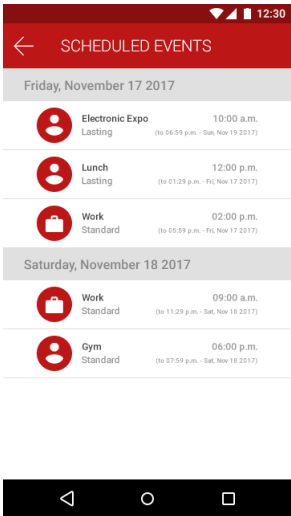 12:30
SCHEDULED EVENTS
Friday, November 17 2017
Electronic Expo 10:00 a.m.
Lasting (to 06:59 p.m. - Sun, Nov 19 2017)
Lunch 12:00 p.m.
Lasting (to 01:29 p.m. - Fri, Nov 17 2017)
Work 02:00 p.m.
Standard (to 05:59 p.m. - Fri, Nov 17 2017)
Saturday, November 18 2017
Work 09:00 a.m.
Standard (to 11:29 p.m. - Sat, Nov 18 2017)
Gym 06:00 p.m.
Standard (to 07:59 p.m. - Sat, Nov 18 2017)